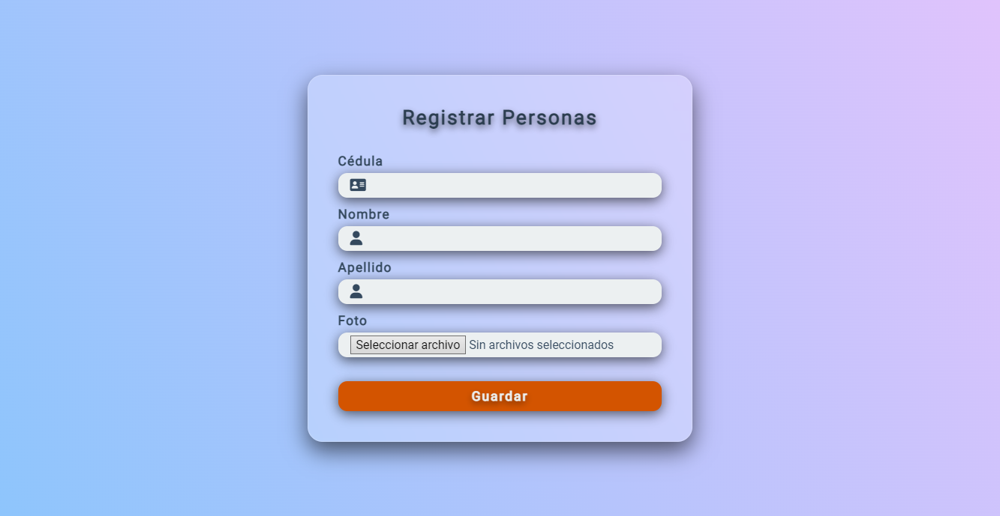 Registrar Personas
Cédula
Nombre
Apellido
Foto
Seleccionar archivo Sin archivos seleccionados
Guardar